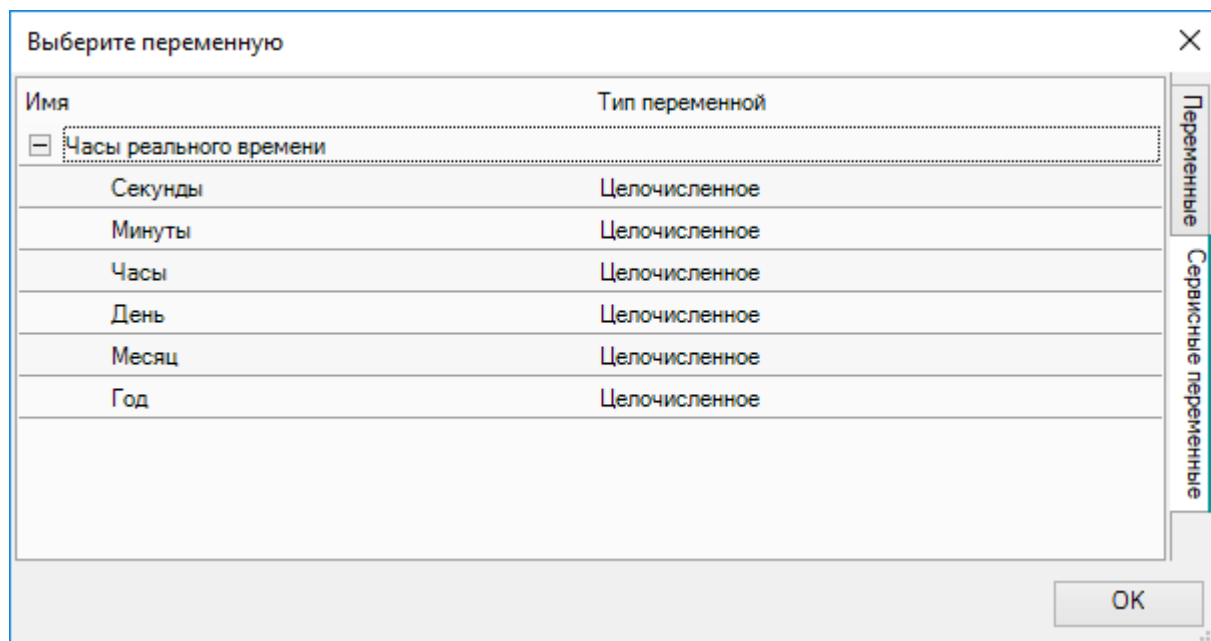 Выберите переменную
Имя Тип переменной
Часы реального времени
Секунды Целочисленное
Минуты Целочисленное
Часы Целочисленное
День Целочисленное
Месяц Целочисленное
Год Целочисленное
Переменные
Сервисные переменные
OK